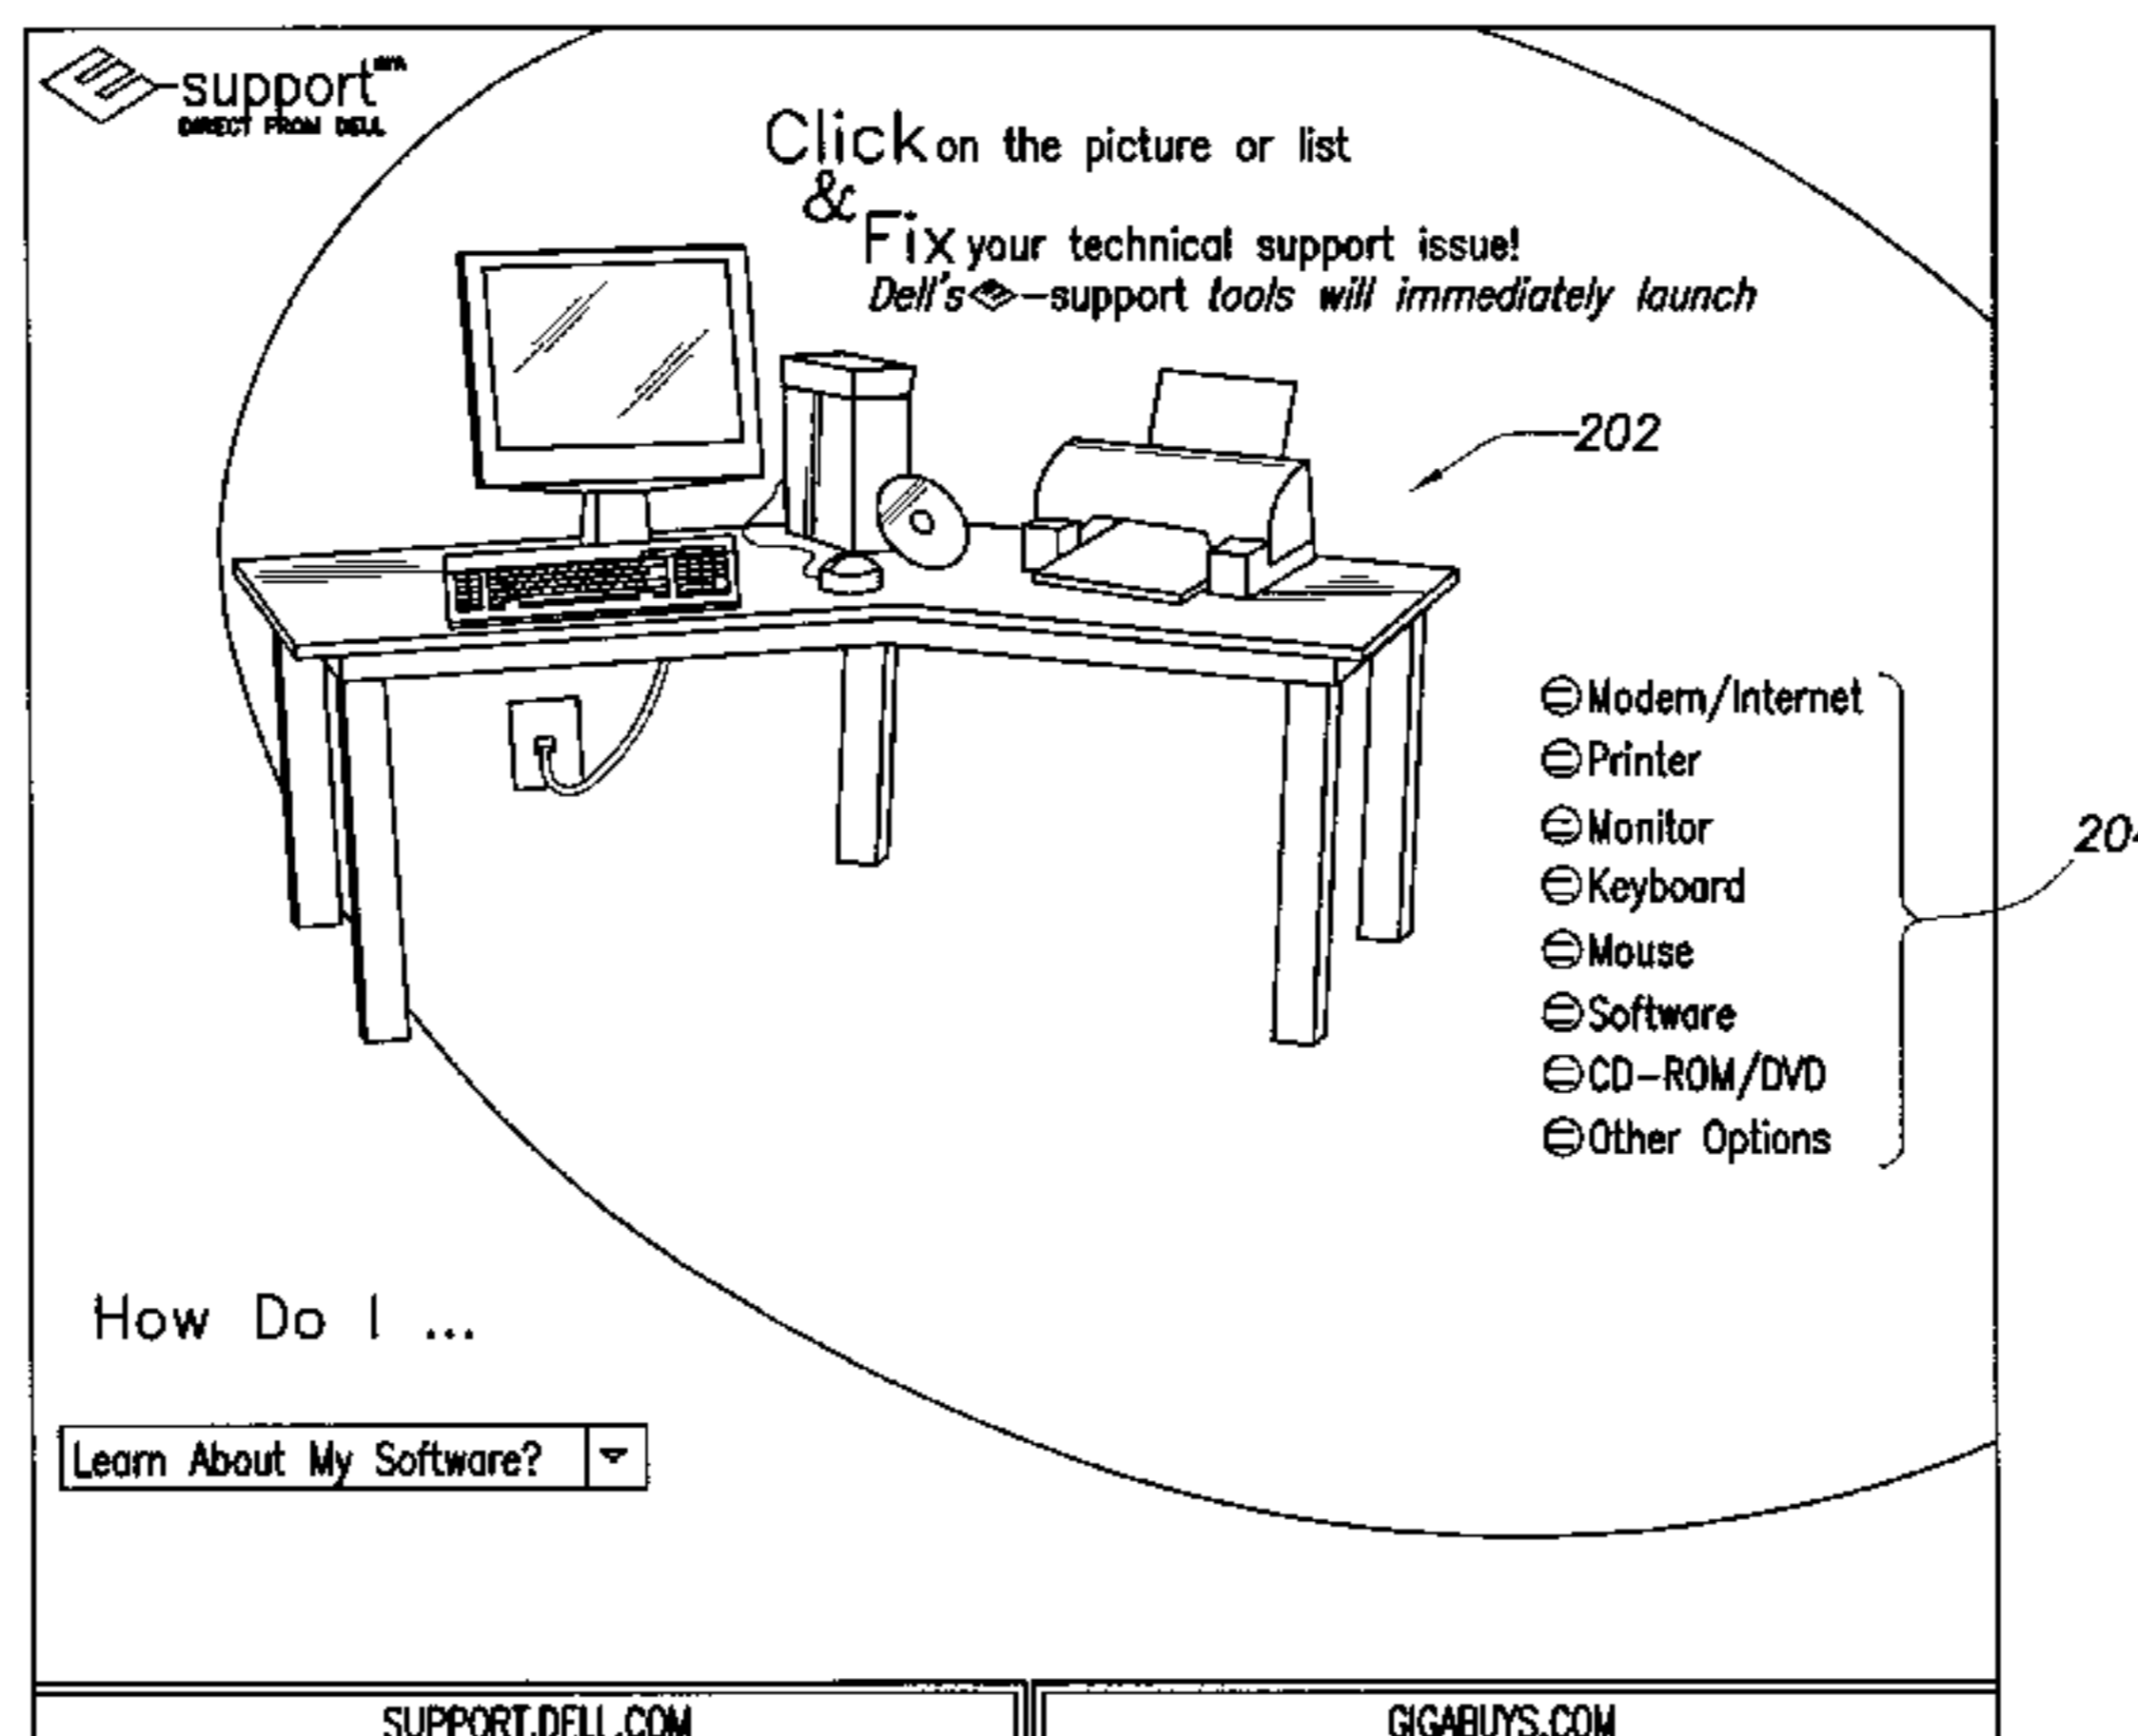 support
DIRECT FROM DELL
Click on the picture or list
&
Fix your technical support issue!
Dell's -support tools will immediately launch
202
Modem/Internet
Printer
Monitor
Keyboard
Mouse
Software
CD-ROM/DVD
Other Options
How Do I ...
Learn About My Software?
SUPPORT.DELL.COM
GIGABUYS.COM